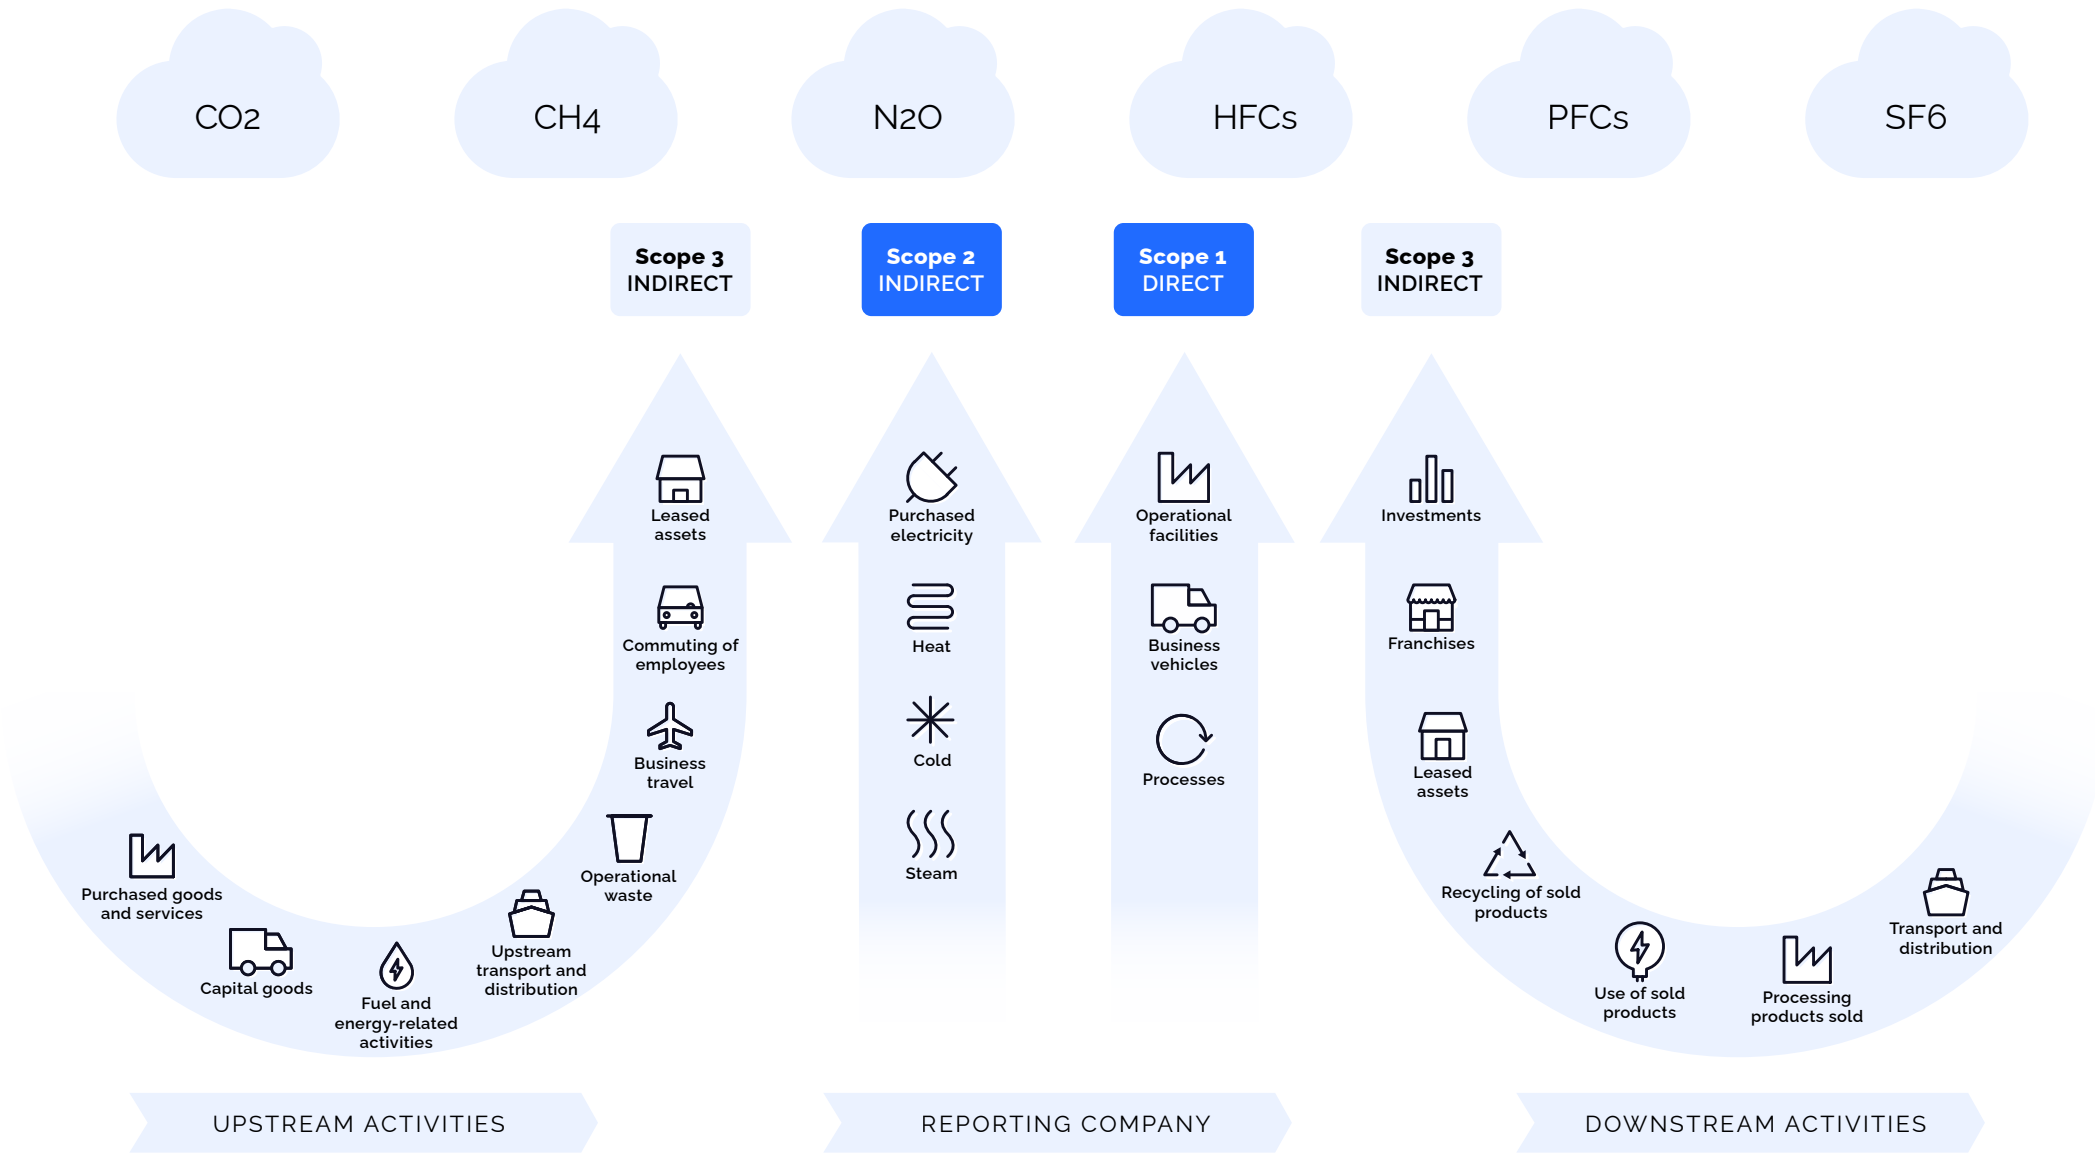 CO2
CH4
N2O
HFCs
PFCs
SF6
Scope 3
INDIRECT
Scope 2
INDIRECT
Scope 1
DIRECT
Scope 3
INDIRECT
Leased
assets
Commuting of
employees
Business
travel
Operational
waste
Upstream
transport and
distribution
Fuel and
energy-related
activities
Capital goods
Purchased goods
and services
Purchased
electricity
Heat
Cold
Steam
Operational
facilities
Business
vehicles
Processes
Investments
Franchises
Leased
assets
Recycling of sold
products
Use of sold
products
Processing
products sold
Transport and
distribution
UPSTREAM ACTIVITIES
REPORTING COMPANY
DOWNSTREAM ACTIVITIES